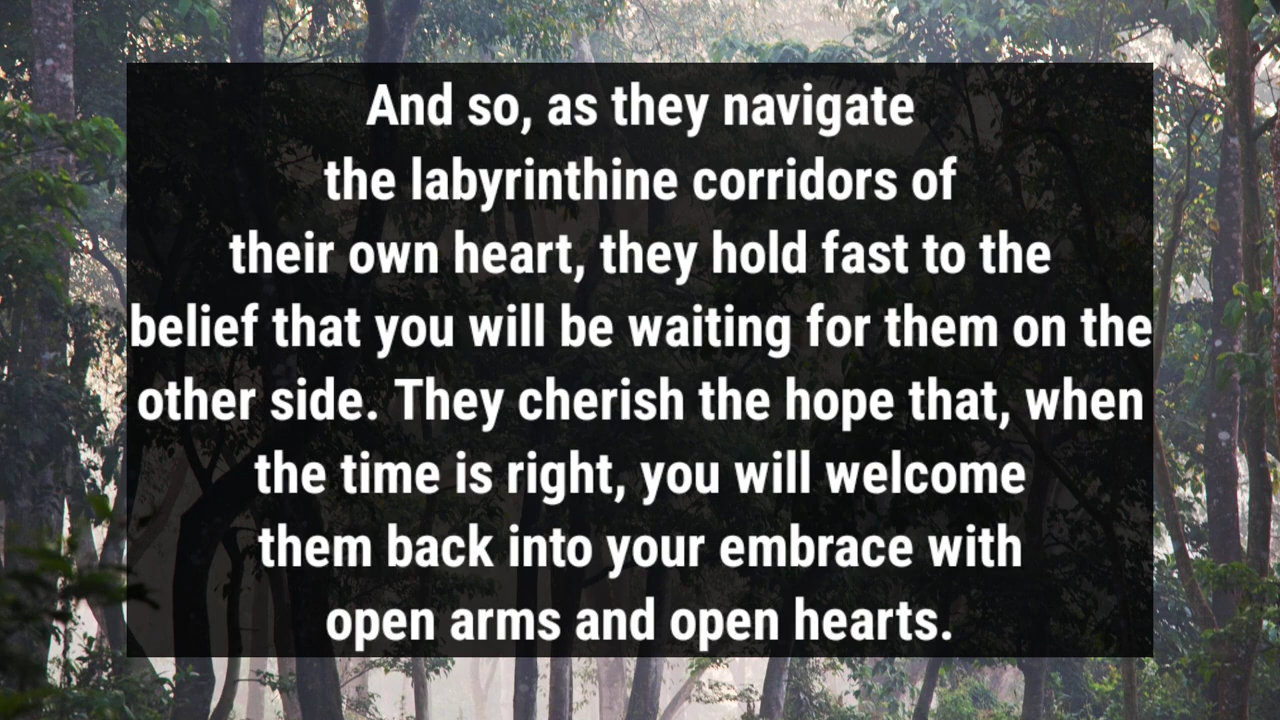 And so, as they navigate
the labyrinthine corridors of
their own heart, they hold fast to the
belief that you will be waiting for them on the
other side. They cherish the hope that, when
the time is right, you will welcome
them back into your embrace with
open arms and open hearts.